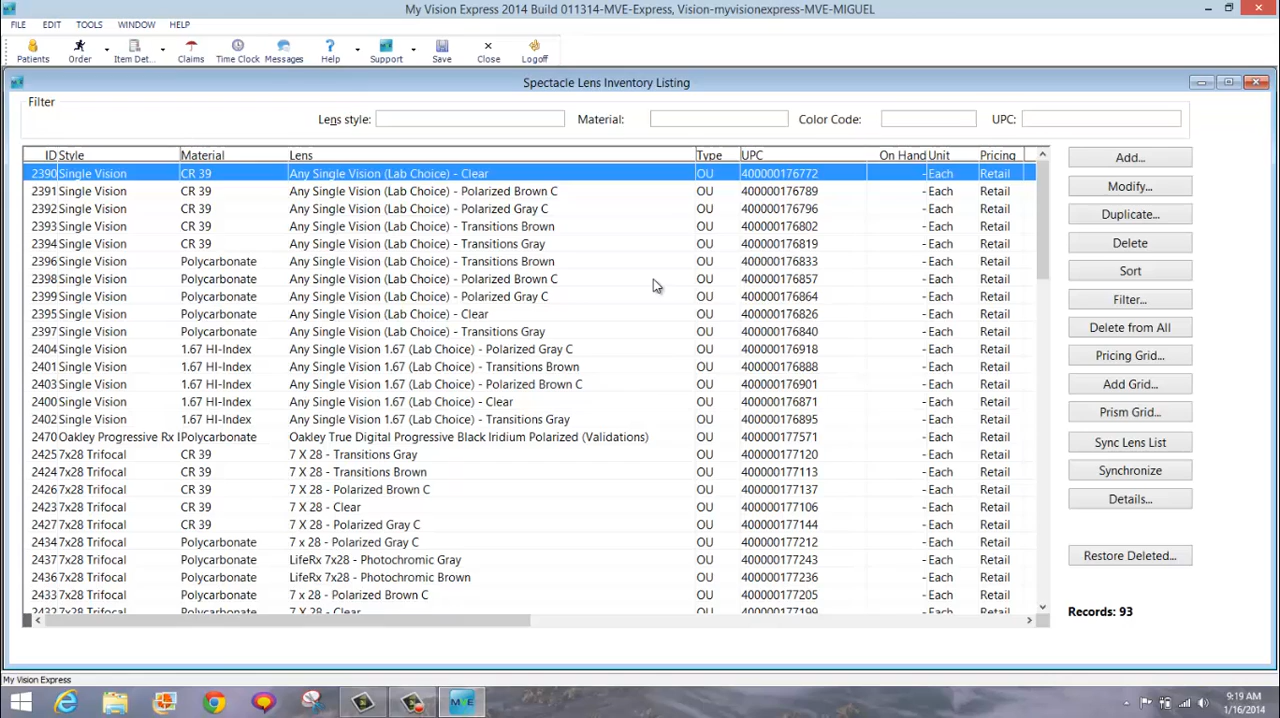 My Vision Express 2014 Build 011314-MVE-Express, Vision-myvisionexpress-MVE-MIGUEL
FILE EDIT TOOLS WINDOW HELP
Patients Order Item Det... Claims Time Clock Messages Help Support Save Close Logoff
Spectacle Lens Inventory Listing
Filter
Lens style: Material: Color Code: UPC:
ID Style Material Lens Type UPC On Hand Unit Pricing
2390 Single Vision CR 39 Any Single Vision (Lab Choice) - Clear OU 400000176772 - Each Retail
2391 Single Vision CR 39 Any Single Vision (Lab Choice) - Polarized Brown C OU 400000176789 - Each Retail
2392 Single Vision CR 39 Any Single Vision (Lab Choice) - Polarized Gray C OU 400000176796 - Each Retail
2393 Single Vision CR 39 Any Single Vision (Lab Choice) - Transitions Brown OU 400000176802 - Each Retail
2394 Single Vision CR 39 Any Single Vision (Lab Choice) - Transitions Gray OU 400000176819 - Each Retail
2396 Single Vision Polycarbonate Any Single Vision (Lab Choice) - Transitions Brown OU 400000176833 - Each Retail
2398 Single Vision Polycarbonate Any Single Vision (Lab Choice) - Polarized Brown C OU 400000176857 - Each Retail
2399 Single Vision Polycarbonate Any Single Vision (Lab Choice) - Polarized Gray C OU 400000176864 - Each Retail
2395 Single Vision Polycarbonate Any Single Vision (Lab Choice) - Clear OU 400000176826 - Each Retail
2397 Single Vision Polycarbonate Any Single Vision (Lab Choice) - Transitions Gray OU 400000176840 - Each Retail
2404 Single Vision 1.67 HI-Index Any Single Vision 1.67 (Lab Choice) - Polarized Gray C OU 400000176918 - Each Retail
2401 Single Vision 1.67 HI-Index Any Single Vision 1.67 (Lab Choice) - Transitions Brown OU 400000176888 - Each Retail
2403 Single Vision 1.67 HI-Index Any Single Vision 1.67 (Lab Choice) - Polarized Brown C OU 400000176901 - Each Retail
2400 Single Vision 1.67 HI-Index Any Single Vision 1.67 (Lab Choice) - Clear OU 400000176871 - Each Retail
2402 Single Vision 1.67 HI-Index Any Single Vision 1.67 (Lab Choice) - Transitions Gray OU 400000176895 - Each Retail
2470 Oakley Progressive Rx I Polycarbonate Oakley True Digital Progressive Black Iridium Polarized (Validations) OU 400000177571 - Each Retail
2425 7x28 Trifocal CR 39 7 X 28 - Transitions Gray OU 400000177120 - Each Retail
2424 7x28 Trifocal CR 39 7 X 28 - Transitions Brown OU 400000177113 - Each Retail
2426 7x28 Trifocal CR 39 7 X 28 - Polarized Brown C OU 400000177137 - Each Retail
2423 7x28 Trifocal CR 39 7 X 28 - Clear OU 400000177106 - Each Retail
2427 7x28 Trifocal CR 39 7 X 28 - Polarized Gray C OU 400000177144 - Each Retail
2434 7x28 Trifocal Polycarbonate 7 x 28 - Polarized Gray C OU 400000177212 - Each Retail
2437 7x28 Trifocal Polycarbonate LifeRx 7x28 - Photochromic Gray OU 400000177243 - Each Retail
2436 7x28 Trifocal Polycarbonate LifeRx 7x28 - Photochromic Brown OU 400000177236 - Each Retail
2433 7x28 Trifocal Polycarbonate 7 x 28 - Polarized Brown C OU 400000177205 - Each Retail
2432 7x28 Trifocal Polycarbonate 7 X 28 - Clear OU 400000177199 - Each Retail
Add...
Modify...
Duplicate...
Delete
Sort
Filter...
Delete from All
Pricing Grid...
Add Grid...
Prism Grid...
Sync Lens List
Synchronize
Details...
Restore Deleted...
Records: 93
My Vision Express
9:19 AM
1/16/2014